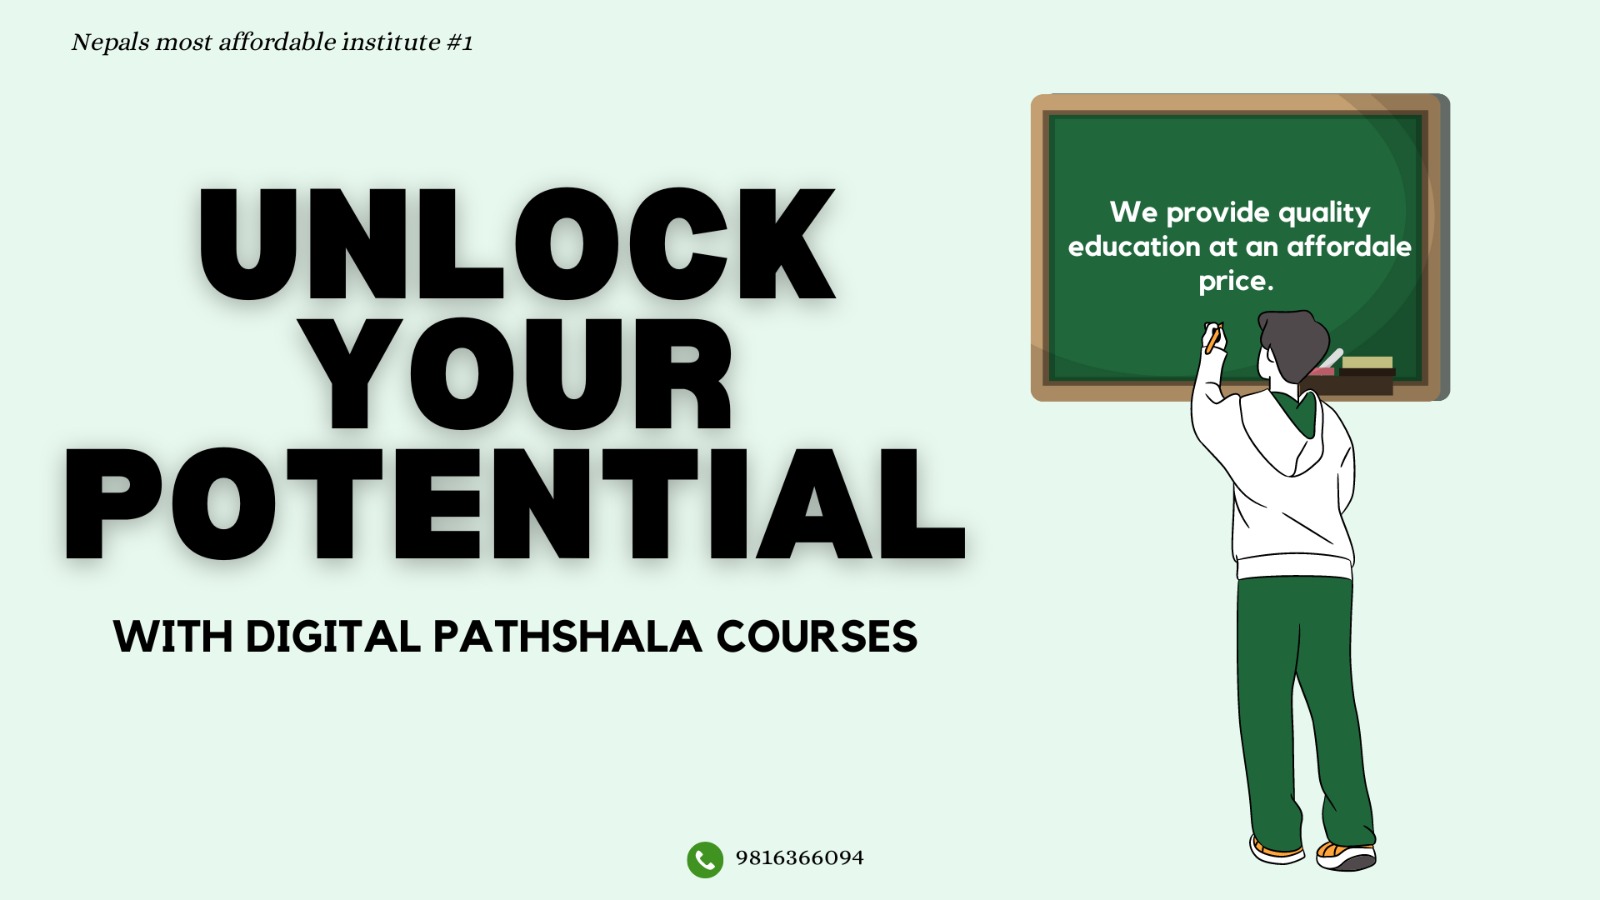 Nepals most affordable institute #1
UNLOCK
YOUR
POTENTIAL
WITH DIGITAL PATHSHALA COURSES
We provide quality
education at an affordale
price.
9816366094